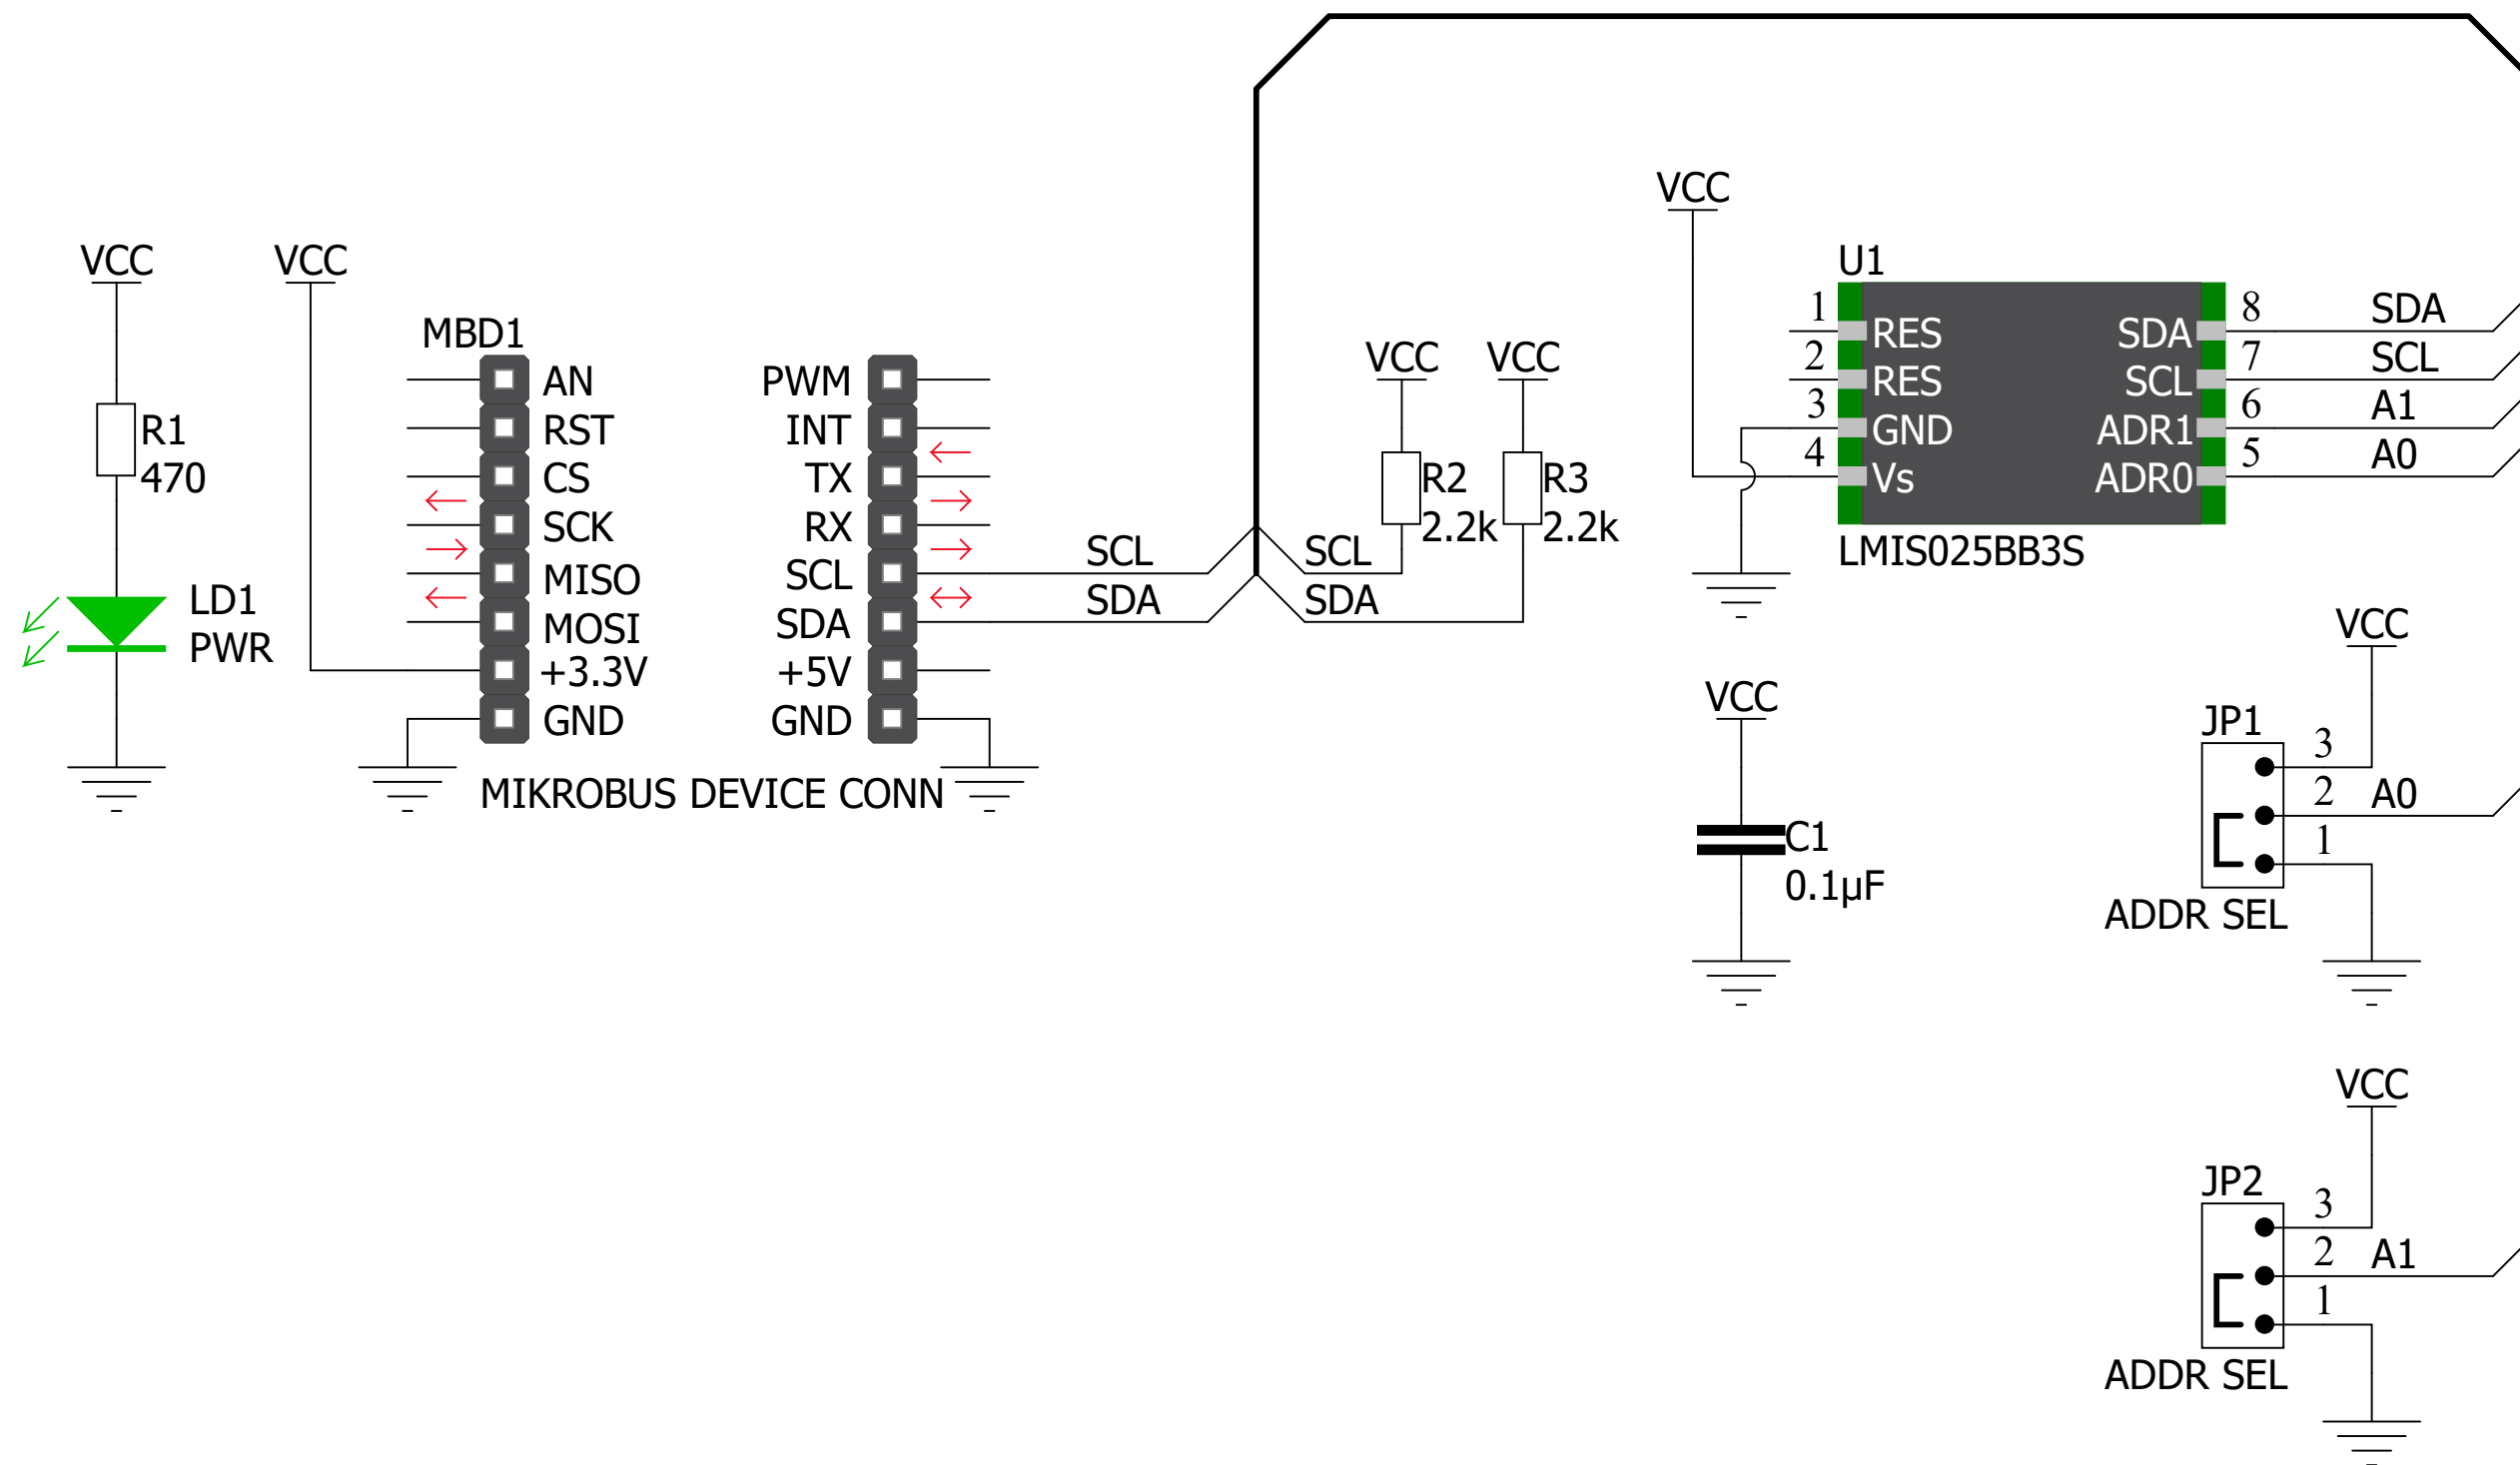 VCC
R1
470
LD1
PWR
VCC
MBD1
AN
RST
CS
SCK
MISO
MOSI
+3.3V
GND
PWM
INT
TX
RX
SCL
SDA
+5V
GND
MIKROBUS DEVICE CONN
SCL
SDA
SCL
SDA
VCC
R2
2.2k
VCC
R3
2.2k
VCC
U1
1
2
3
4
RES
RES
GND
Vs
SDA
SCL
ADR1
ADR0
8
7
6
5
SDA
SCL
A1
A0
LMIS025BB3S
VCC
C1
0.1µF
VCC
JP1
3
2
1
A0
ADDR SEL
VCC
JP2
3
2
1
A1
ADDR SEL